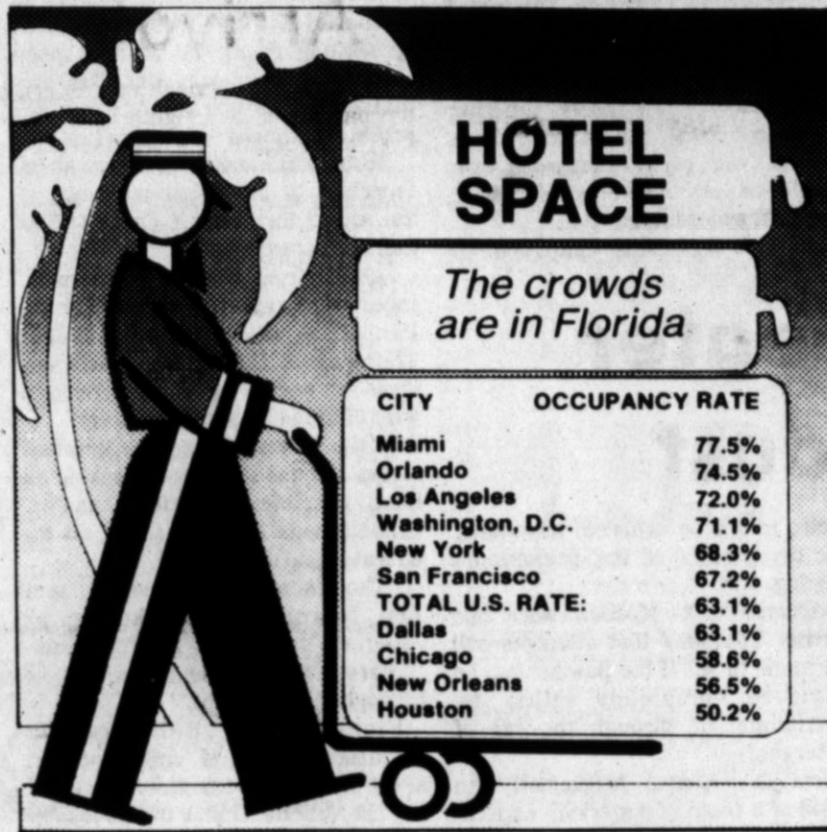 HOTEL
SPACE
The crowds
are in Florida
CITY OCCUPANCY RATE
Miami 77.5%
Orlando 74.5%
Los Angeles 72.0%
Washington, D.C. 71.1%
New York 68.3%
San Francisco 67.2%
TOTAL U.S. RATE: 63.1%
Dallas 63.1%
Chicago 58.6%
New Orleans 56.5%
Houston 50.2%